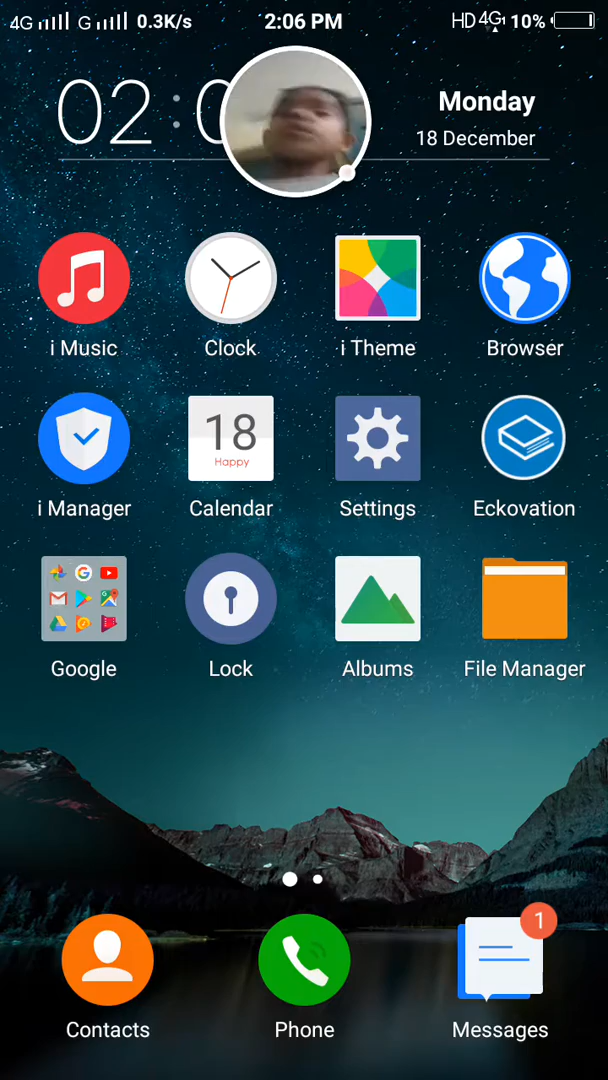 4G G 0.3K/s 2:06 PM HD 4G 10%
02:0
Monday
18 December
i Music Clock i Theme Browser
18
Happy
i Manager Calendar Settings Eckovation
Google Lock Albums File Manager
1
Contacts Phone Messages